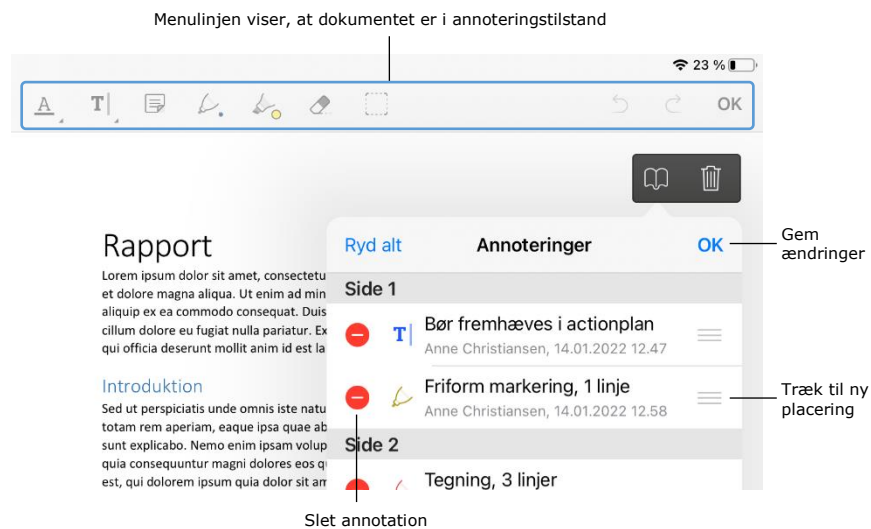 Menulinjen viser, at dokumentet er i annoteringstilstand
23 %
A T OK
Ryd alt Annoteringer OK
Gem
ændringer
Rapport
Lorem ipsum dolor sit amet, consectetu
et dolore magna aliqua. Ut enim ad min
aliquip ex ea commodo consequat. Duis
cillum dolore eu fugiat nulla pariatur. Ex
qui officia deserunt mollit anim id est la
Side 1
T Bør fremhæves i actionplan
Anne Christiansen, 14.01.2022 12.47
Friform markering, 1 linje
Anne Christiansen, 14.01.2022 12.58
Træk til ny
placering
Introduktion
Sed ut perspiciatis unde omnis iste natu
totam rem aperiam, eaque ipsa quae ab
sunt explicabo. Nemo enim ipsam volup
quia consequuntur magni dolores eos q
est, qui dolorem ipsum quia dolor sit am
Side 2
Tegning, 3 linjer
Slet annotation